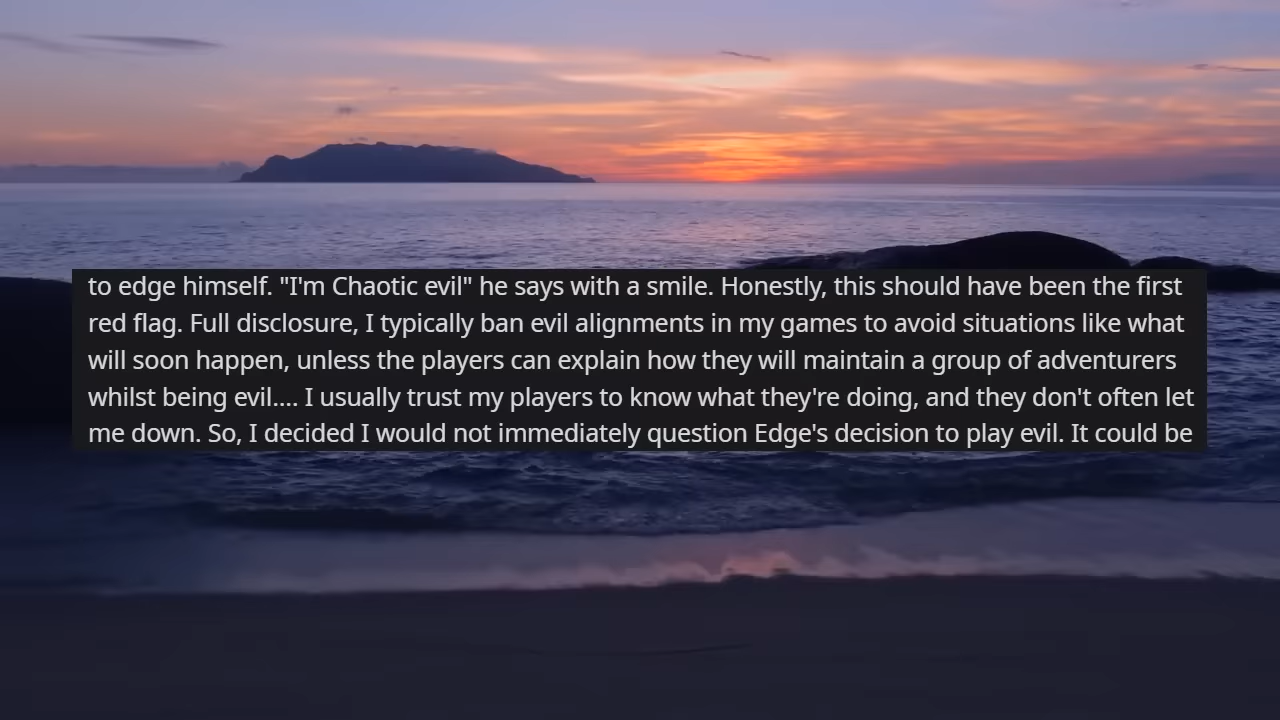 to edge himself. "I'm Chaotic evil" he says with a smile. Honestly, this should have been the first
red flag. Full disclosure, I typically ban evil alignments in my games to avoid situations like what
will soon happen, unless the players can explain how they will maintain a group of adventurers
whilst being evil.... I usually trust my players to know what they're doing, and they don't often let
me down. So, I decided I would not immediately question Edge's decision to play evil. It could be